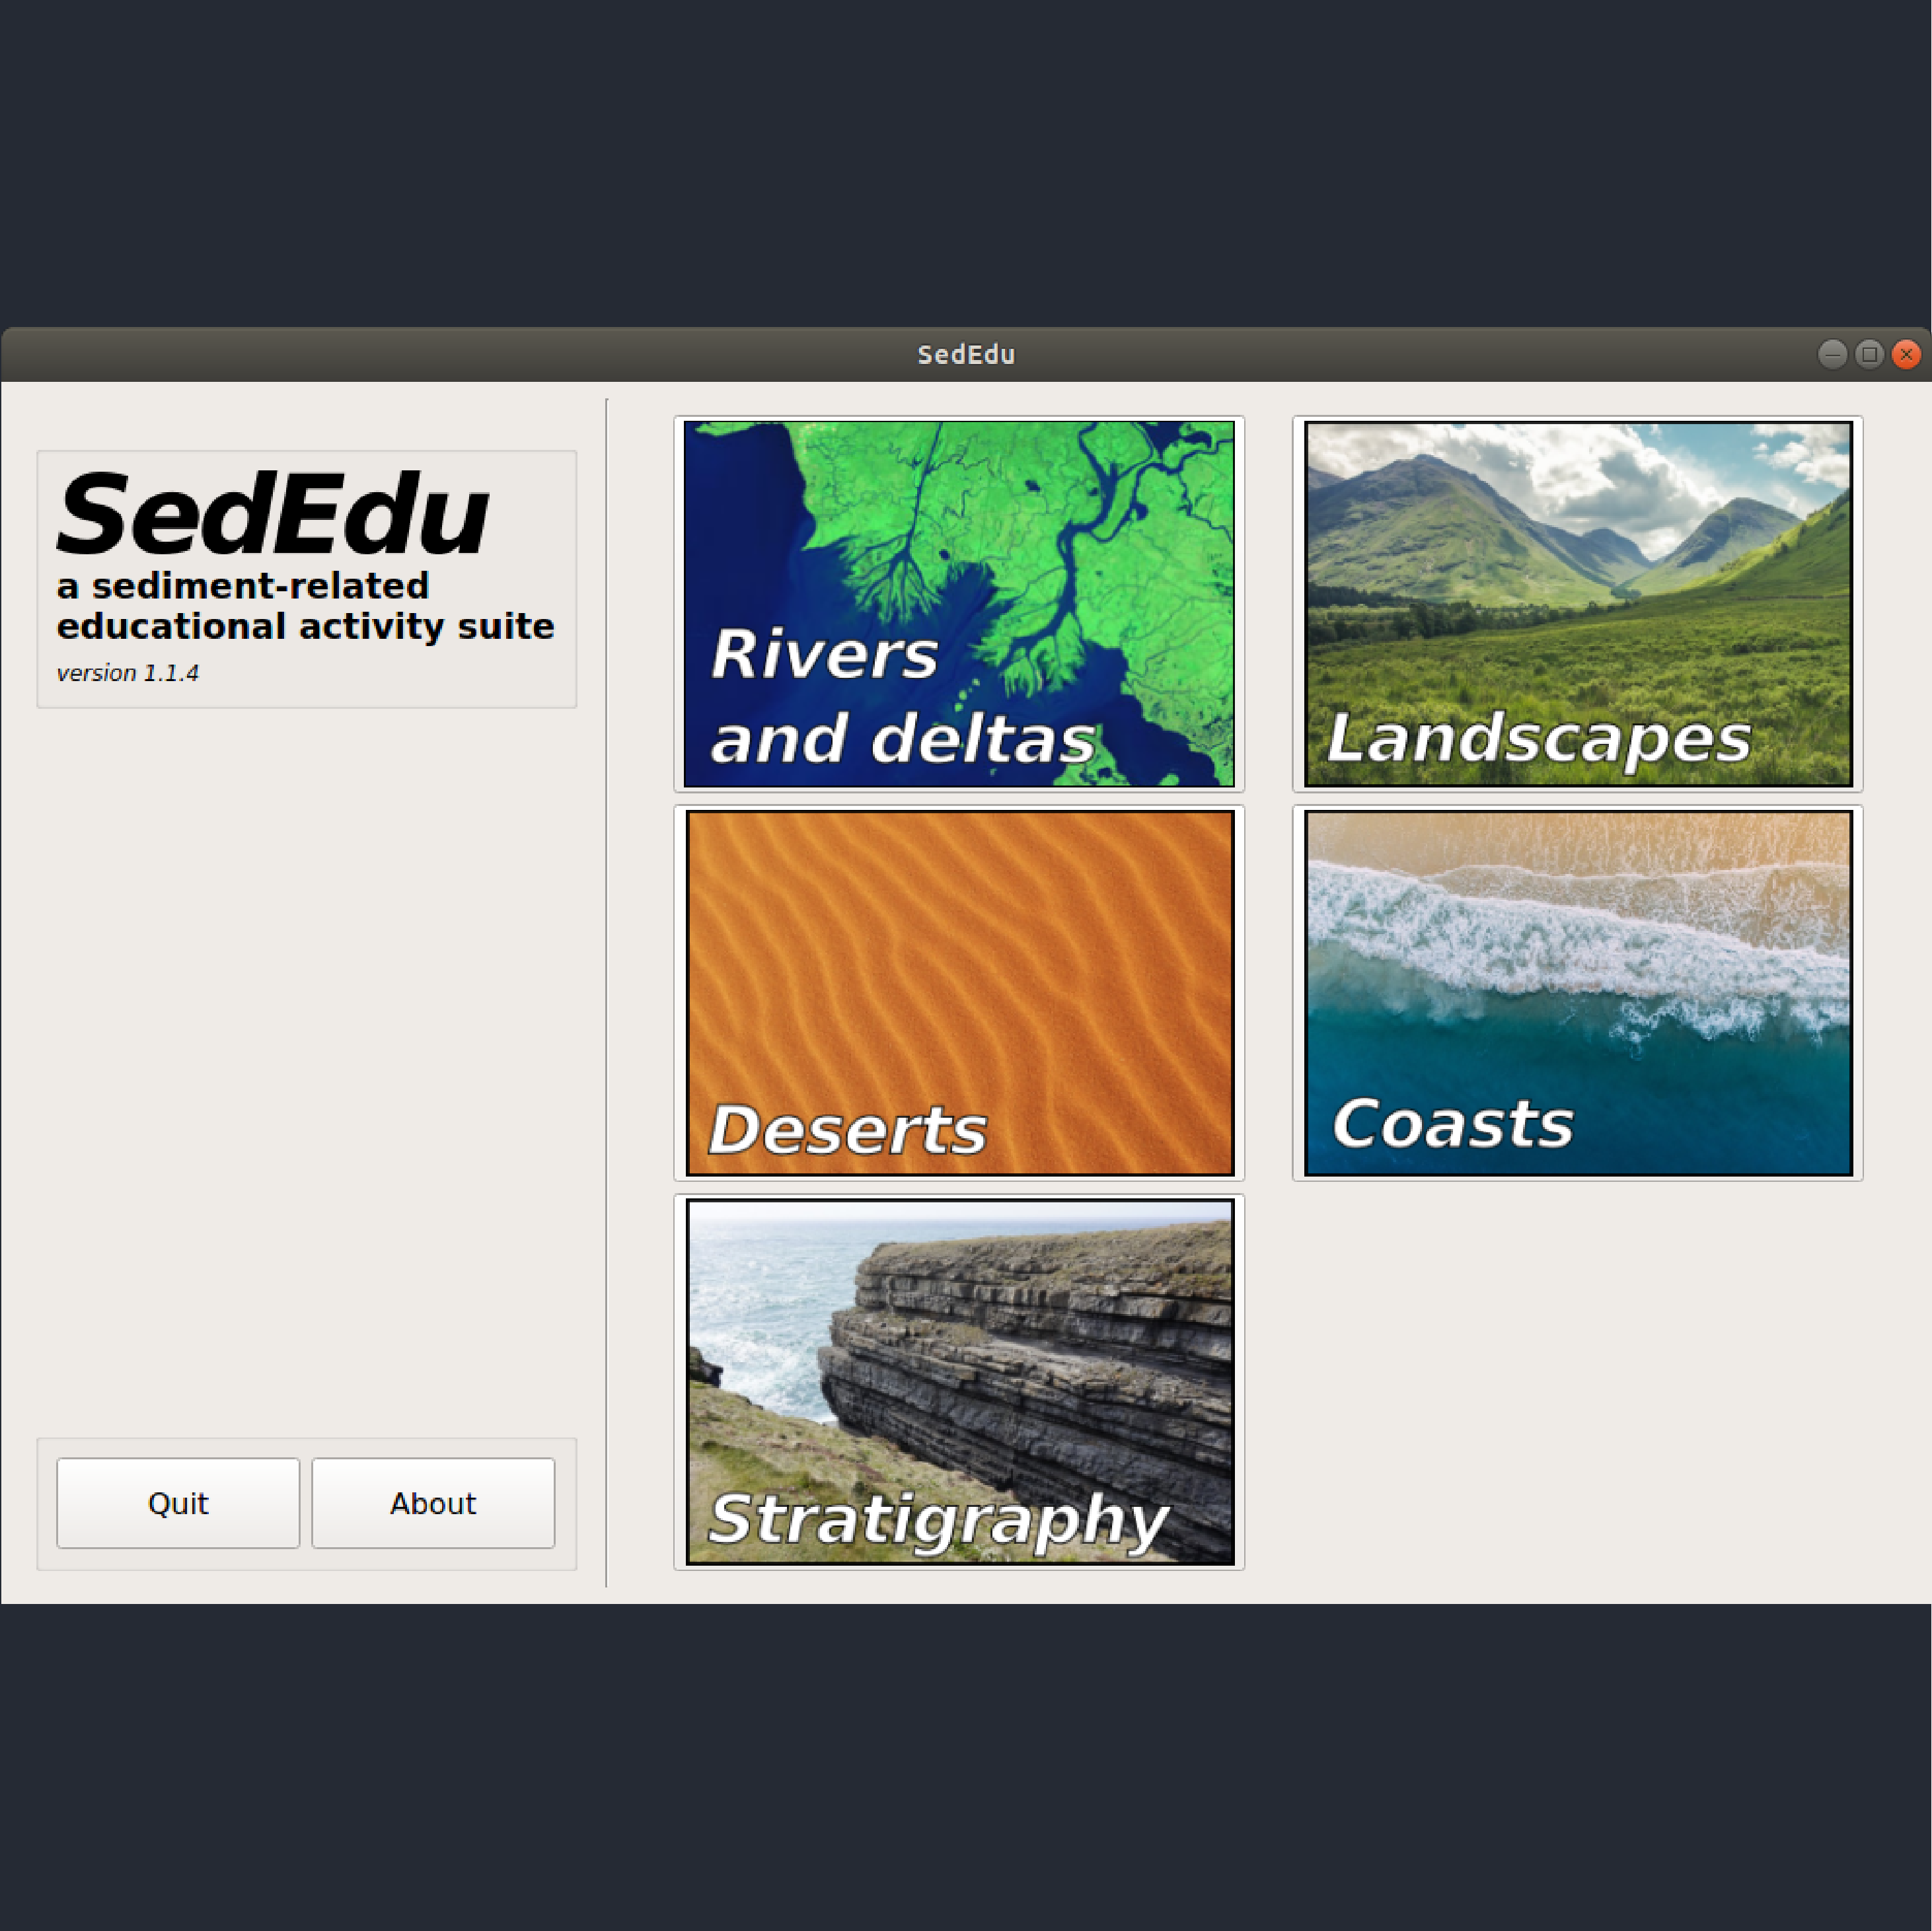 SedEdu
SedEdu
a sediment-related
educational activity suite
version 1.1.4
Rivers
and deltas
Landscapes
Deserts
Coasts
Stratigraphy
Quit
About